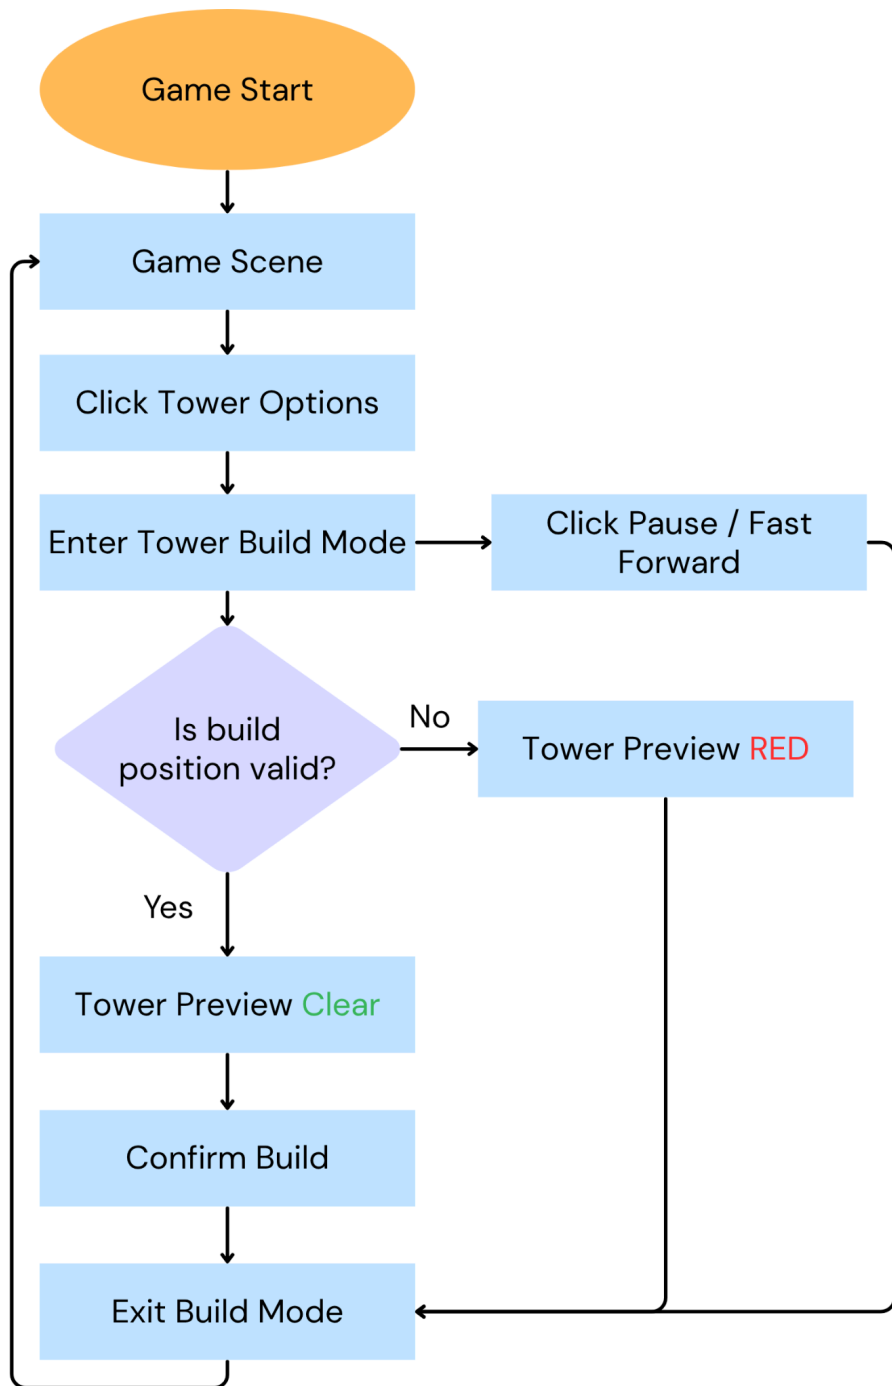 Game Start
Game Scene
Click Tower Options
Enter Tower Build Mode
Click Pause / Fast
Forward
Is build
position valid?
No
Tower Preview RED
Yes
Tower Preview Clear
Confirm Build
Exit Build Mode